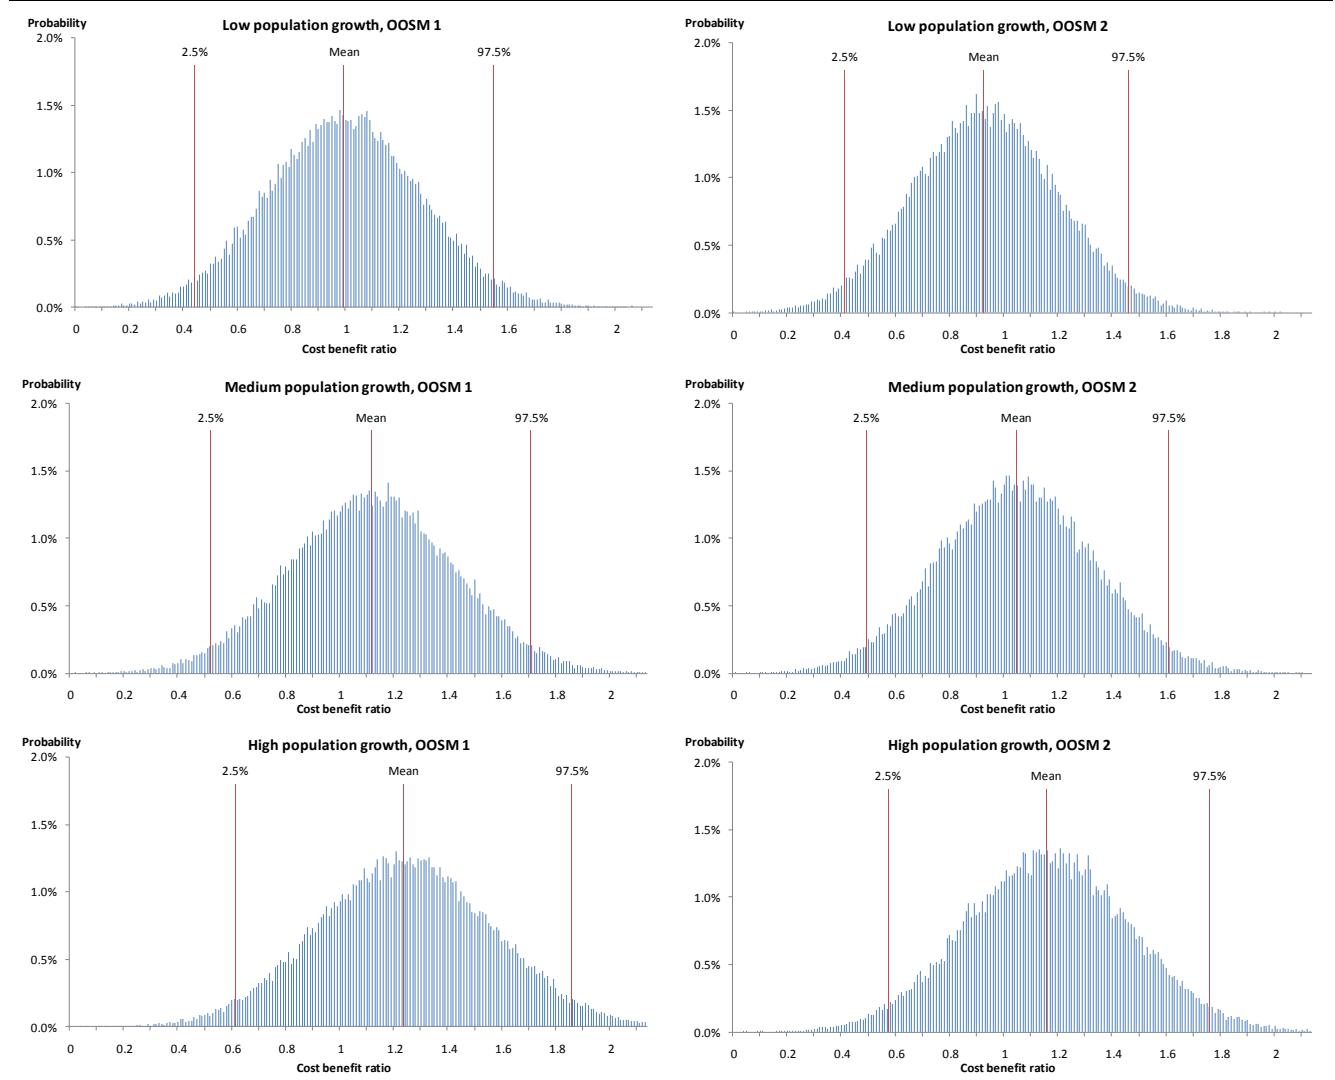 Probability
Low population growth, OOSM 1
2.0%
2.5%
Mean
97.5%
1.5%
1.0%
0.5%
0.0%
0 0.2 0.4 0.6 0.8 1 1.2 1.4 1.6 1.8 2
Cost benefit ratio
Probability
Low population growth, OOSM 2
2.0%
2.5%
Mean
97.5%
1.5%
1.0%
0.5%
0.0%
0 0.2 0.4 0.6 0.8 1 1.2 1.4 1.6 1.8 2
Cost benefit ratio
Probability
Medium population growth, OOSM 1
2.0%
2.5%
Mean
97.5%
1.5%
1.0%
0.5%
0.0%
0 0.2 0.4 0.6 0.8 1 1.2 1.4 1.6 1.8 2
Cost benefit ratio
Probability
Medium population growth, OOSM 2
2.0%
2.5%
Mean
97.5%
1.5%
1.0%
0.5%
0.0%
0 0.2 0.4 0.6 0.8 1 1.2 1.4 1.6 1.8 2
Cost benefit ratio
Probability
High population growth, OOSM 1
2.0%
2.5%
Mean
97.5%
1.5%
1.0%
0.5%
0.0%
0 0.2 0.4 0.6 0.8 1 1.2 1.4 1.6 1.8 2
Cost benefit ratio
Probability
High population growth, OOSM 2
2.0%
2.5%
Mean
97.5%
1.5%
1.0%
0.5%
0.0%
0 0.2 0.4 0.6 0.8 1 1.2 1.4 1.6 1.8 2
Cost benefit ratio